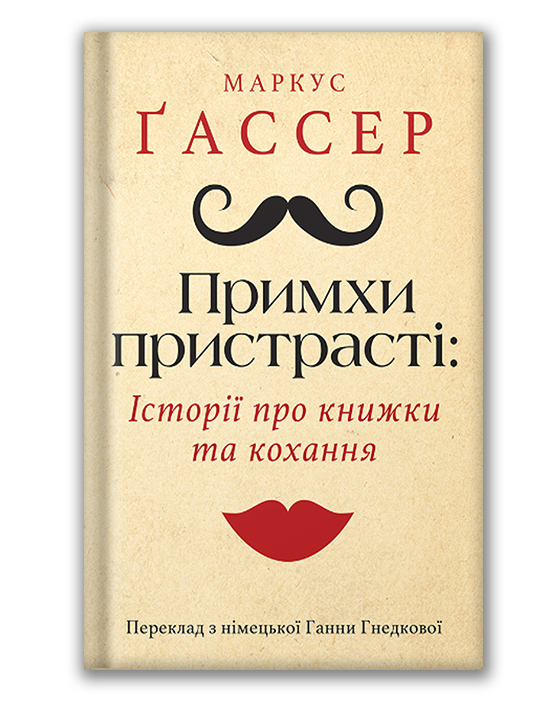 МАРКУС
ҐАССЕР
Примхи
пристрасті:
Історії про книжки
та кохання
Переклад з німецької Ганни Гнедкової